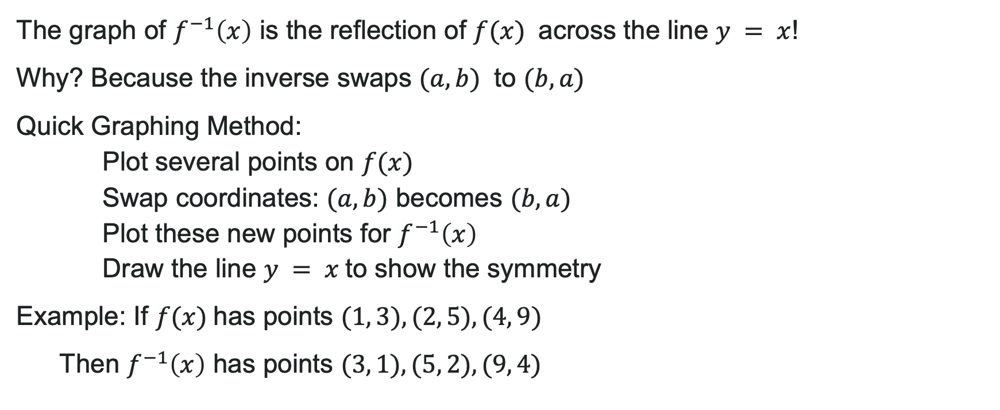 The graph of f⁻¹(x) is the reflection of f(x) across the line y = x!
Why? Because the inverse swaps (a, b) to (b, a)
Quick Graphing Method:
Plot several points on f(x)
Swap coordinates: (a, b) becomes (b, a)
Plot these new points for f⁻¹(x)
Draw the line y = x to show the symmetry
Example: If f(x) has points (1, 3), (2, 5), (4, 9)
Then f⁻¹(x) has points (3, 1), (5, 2), (9, 4)